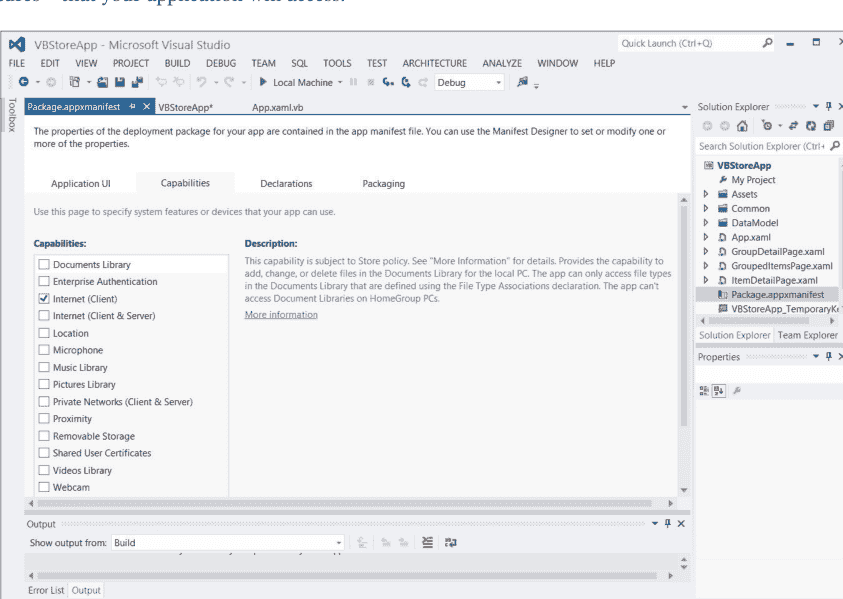 that your application will access.
VBStoreApp - Microsoft Visual Studio
Quick Launch (Ctrl+Q)
FILE EDIT VIEW PROJECT BUILD DEBUG TEAM SQL TOOLS TEST ARCHITECTURE ANALYZE WINDOW HELP
Local Machine Debug
Toolbox
Package.appxmanifest VBStoreApp* App.xaml.vb
The properties of the deployment package for your app are contained in the app manifest file. You can use the Manifest Designer to set or modify one or
more of the properties.
Application UI Capabilities Declarations Packaging
Use this page to specify system features or devices that your app can use.
Capabilities:
Documents Library
Enterprise Authentication
Internet (Client)
Internet (Client & Server)
Location
Microphone
Music Library
Pictures Library
Private Networks (Client & Server)
Proximity
Removable Storage
Shared User Certificates
Videos Library
Webcam
Description:
This capability is subject to Store policy. See "More Information" for details. Provides the capability to
add, change, or delete files in the Documents Library for the local PC. The app can only access file types
in the Documents Library that are defined using the File Type Associations declaration. The app can't
access Document Libraries on HomeGroup PCs.
More information
Output
Show output from: Build
Error List Output
Solution Explorer
Search Solution Explorer (Ctrl+
VBStoreApp
My Project
Assets
Common
DataModel
App.xaml
GroupDetailPage.xaml
GroupedItemsPage.xaml
ItemDetailPage.xaml
Package.appxmanifest
VBStoreApp_TemporaryKe
Solution Explorer Team Explorer
Properties